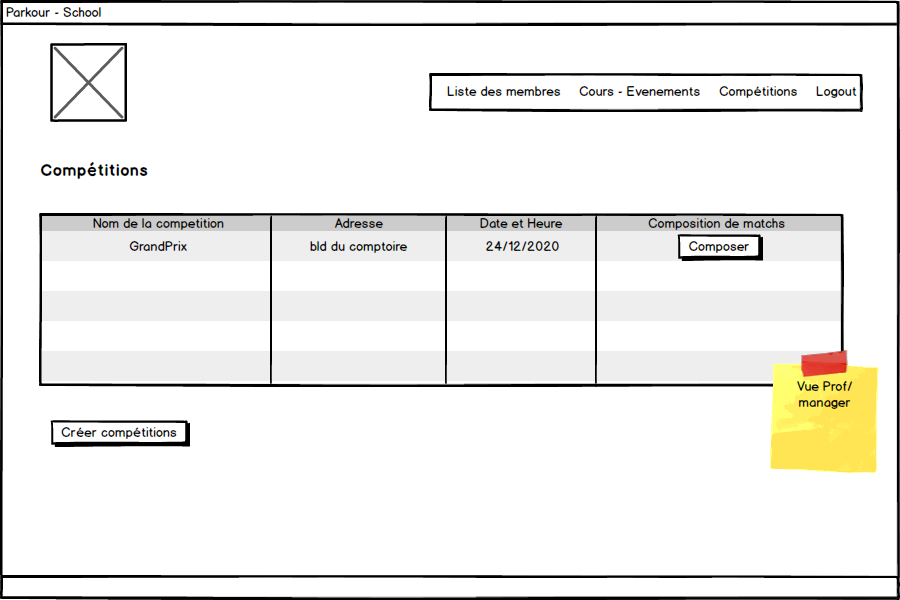 Parkour - School
Liste des membres Cours - Evenements Compétitions Logout
Compétitions
Nom de la competition Adresse Date et Heure Composition de matchs
GrandPrix bld du comptoire 24/12/2020 Composer
Vue Prof/
manager
Créer compétitions